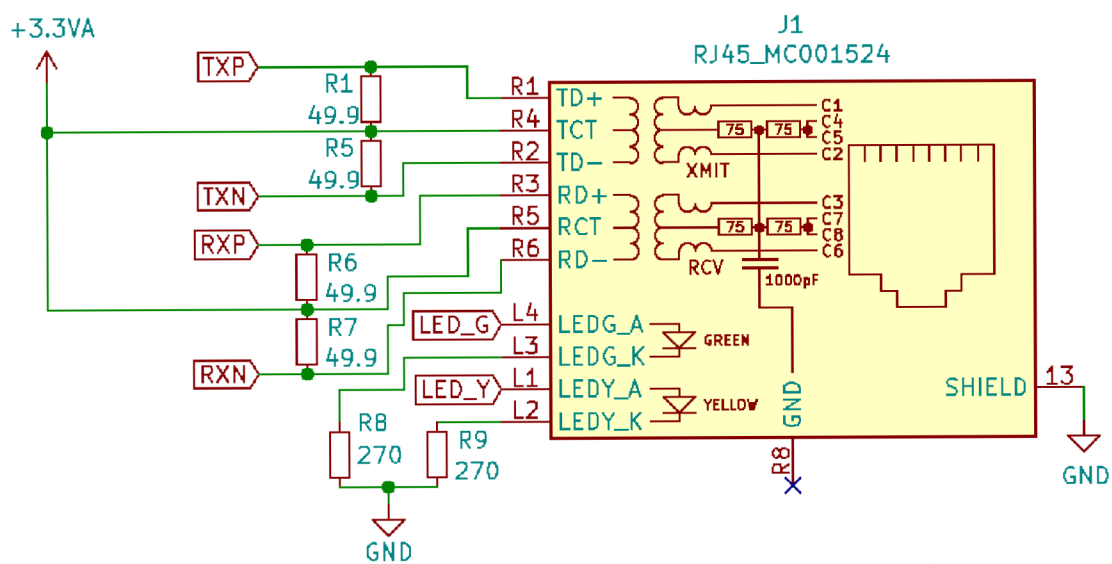 J1
RJ45_MC001524
+3.3VA
TXP
R1
49.9
R1
TD+
C1
R4
TCT
75
75
C4
C5
R5
49.9
R2
TD-
C2
XMIT
TXN
R3
RD+
C3
RXP
R5
RCT
75
75
C7
C8
R6
49.9
R6
RD-
C6
RCV
1000pF
LED_G
L4
LEDG_A
GREEN
R7
49.9
L3
LEDG_K
RXN
LED_Y
L1
LEDY_A
YELLOW
L2
LEDY_K
GND
SHIELD
13
R8
270
R9
270
R8
GND
GND